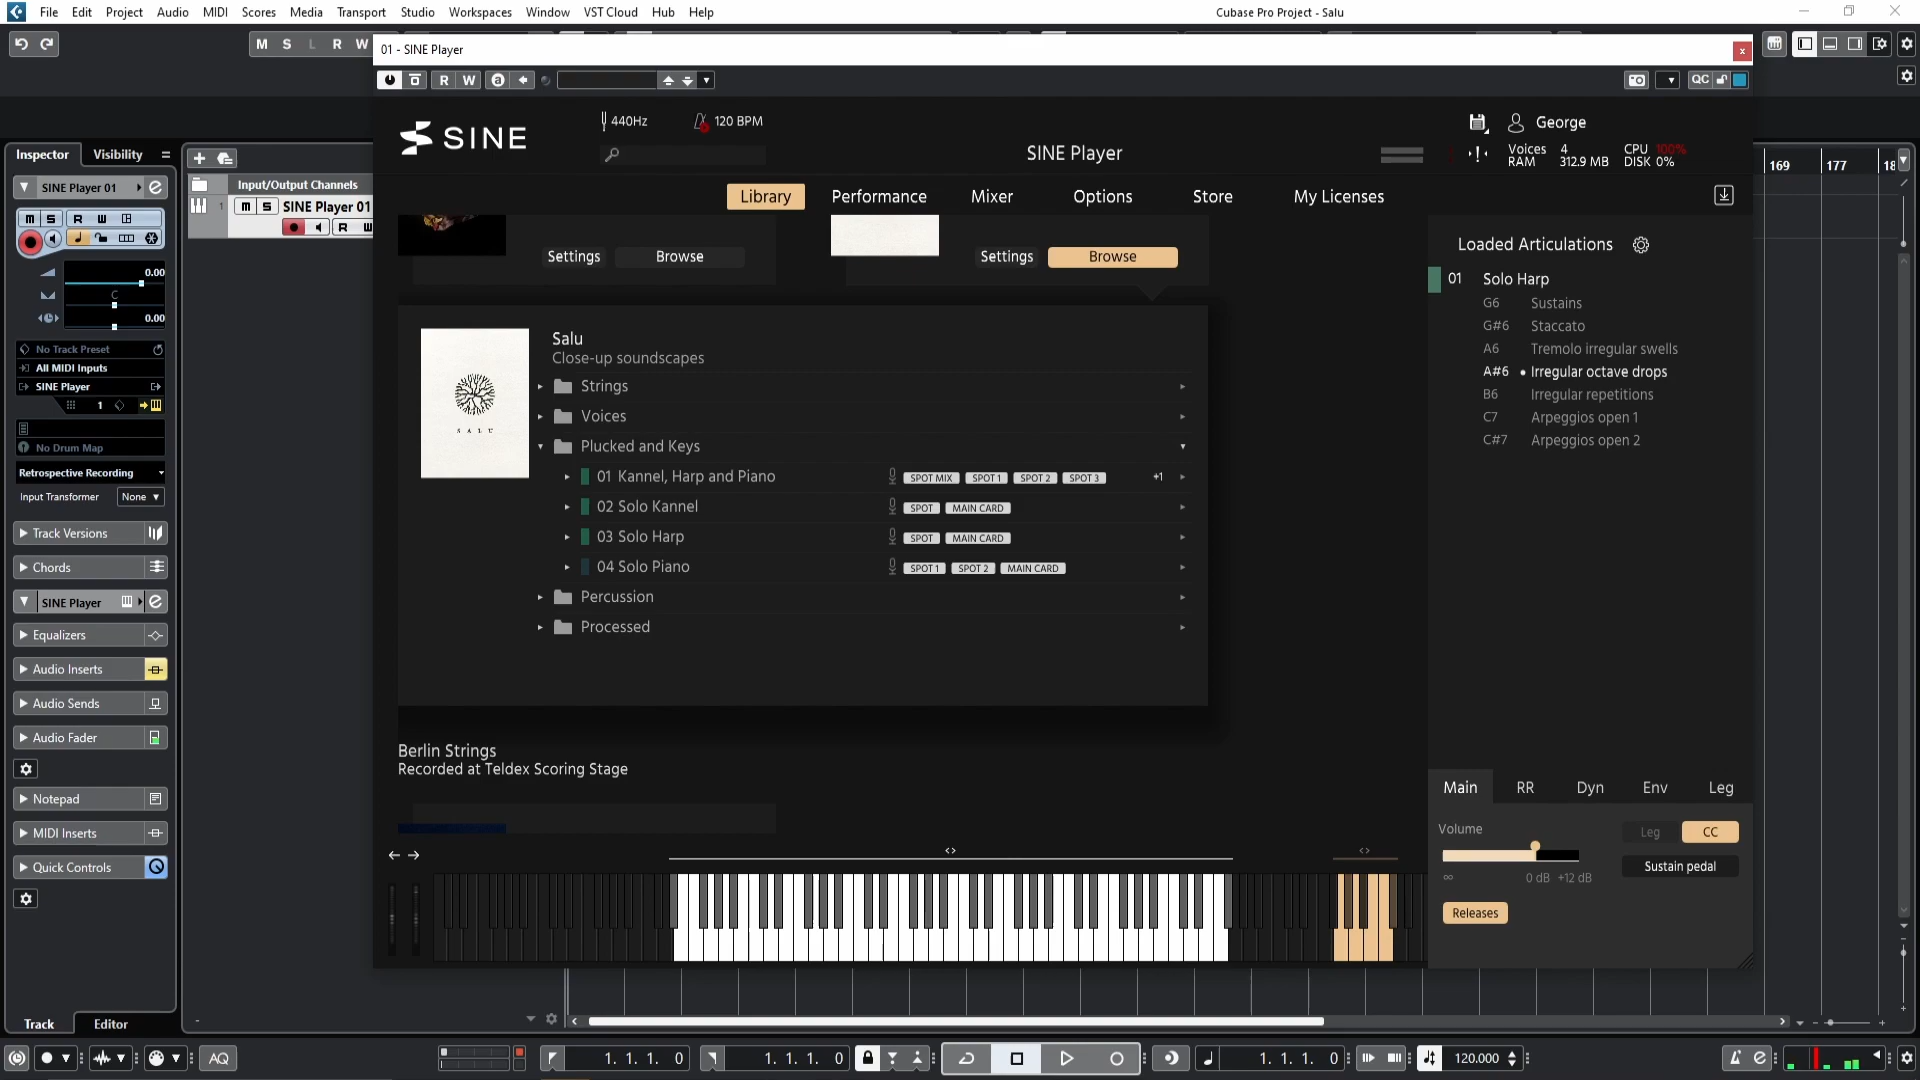 File Edit Project Audio MIDI Scores Media Transport Studio Workspaces Window VST Cloud Hub Help
Cubase Pro Project - Salu
M S L R W
01 - SINE Player
R W
QC
SINE
440Hz
120 BPM
SINE Player
George
Voices 4
RAM 312.9 MB
CPU 100%
DISK 0%
Library Performance Mixer Options Store My Licenses
Settings Browse
Settings Browse
Salu
Close-up soundscapes
SALU
Strings
Voices
Plucked and Keys
01 Kannel, Harp and Piano SPOT MIX SPOT 1 SPOT 2 SPOT 3 +1
02 Solo Kannel SPOT MAIN CARD
03 Solo Harp SPOT MAIN CARD
04 Solo Piano SPOT 1 SPOT 2 MAIN CARD
Percussion
Processed
Berlin Strings
Recorded at Teldex Scoring Stage
Loaded Articulations
01 Solo Harp
G6 Sustains
G#6 Staccato
A6 Tremolo irregular swells
A#6 • Irregular octave drops
B6 Irregular repetitions
C7 Arpeggios open 1
C#7 Arpeggios open 2
Main RR Dyn Env Leg
Volume
Leg CC
Sustain pedal
∞ 0 dB +12 dB
Releases
Inspector Visibility
SINE Player 01
M S R W
0.00
C
0.00
No Track Preset
All MIDI Inputs
SINE Player
1
No Drum Map
Retrospective Recording
Input Transformer None
Track Versions
Chords
SINE Player
Equalizers
Audio Inserts
Audio Sends
Audio Fader
Notepad
MIDI Inserts
Quick Controls
Track Editor
Input/Output Channels
1 M S SINE Player 01
R W
169 177
AQ
1. 1. 1. 0
1. 1. 1. 0
1. 1. 1. 0
120.000